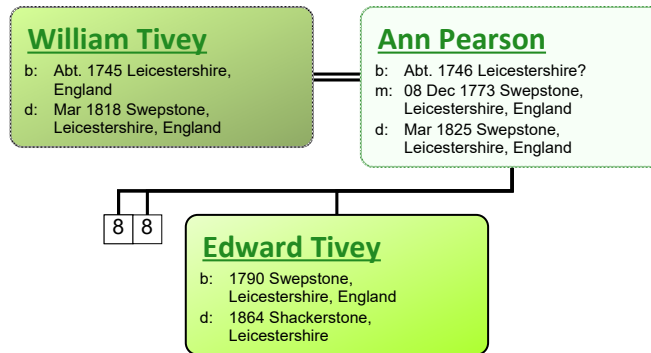 William Tivey
b: Abt. 1745 Leicestershire,
England
d: Mar 1818 Swepstone,
Leicestershire, England
Ann Pearson
b: Abt. 1746 Leicestershire?
m: 08 Dec 1773 Swepstone,
Leicestershire, England
d: Mar 1825 Swepstone,
Leicestershire, England
8 8
Edward Tivey
b: 1790 Swepstone,
Leicestershire, England
d: 1864 Shackerstone,
Leicestershire